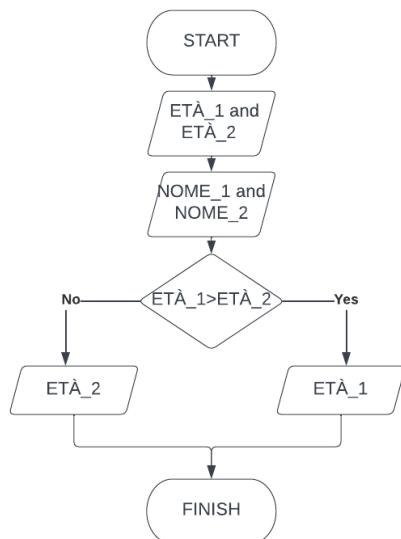 START
ETÀ_1 and
ETÀ_2
NOME_1 and
NOME_2
ETÀ_1>ETÀ_2
No
Yes
ETÀ_2
ETÀ_1
FINISH